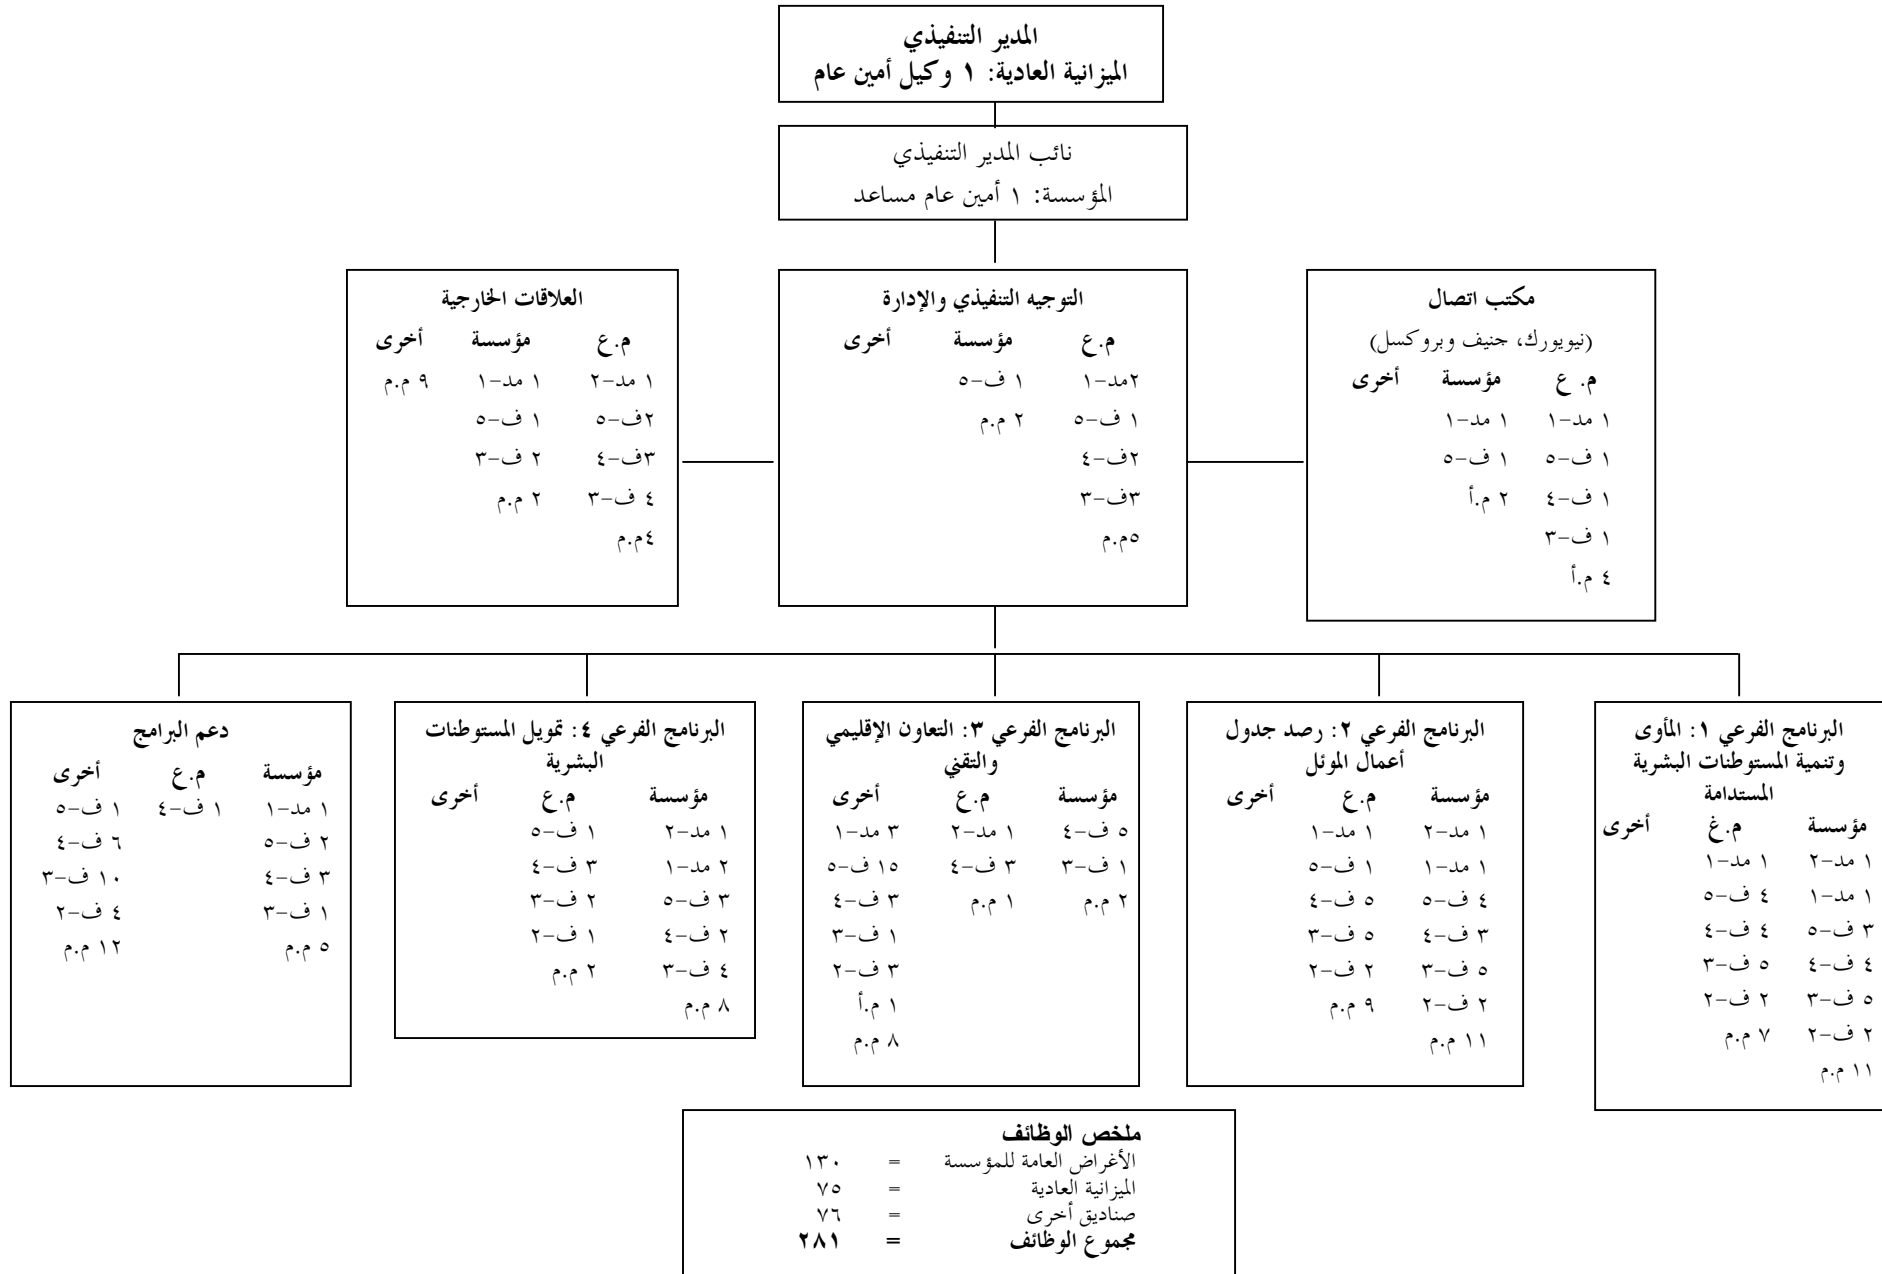 المدير التنفيذي
الميزانية العادية: ١ وكيل أمين عام
نائب المدير التنفيذي
المؤسسة: ١ أمين عام مساعد
مكتب اتصال
(نيويورك، جنيف وبروكسل)
م. ع مؤسسة أخرى
١ مد-١ ١ مد-١
١ ف-٥ ١ ف-٥
١ ف-٤ ٢ م.أ
١ ف-٣
٤ م.أ
التوجيه التنفيذي والإدارة
م.ع مؤسسة أخرى
٢مد-١ ١ ف-٥
١ ف-٥ ٢ م.م
٢ف-٤
٣ف-٣
٥م.م
العلاقات الخارجية
م.ع مؤسسة أخرى
١ مد-٢ ١ مد-١ ٩ م.م
٢ف-٥ ١ ف-٥
٣ف-٤ ٢ ف-٣
٤ ف-٣ ٢ م.م
٤م.م
البرنامج الفرعي ١: المأوى
وتنمية المستوطنات البشرية
المستدامة
مؤسسة م.غ أخرى
١ مد-٢ ١ مد-١
١ مد-١ ٤ ف-٥
٣ ف-٥ ٤ ف-٤
٤ ف-٤ ٥ ف-٣
٥ ف-٣ ٢ ف-٢
٢ ف-٢ ٧ م.م
١١ م.م
البرنامج الفرعي ٢: رصد جدول
أعمال الموئل
مؤسسة م.ع أخرى
١ مد-٢ ١ مد-١
١ مد-١ ١ ف-٥
٤ ف-٥ ٥ ف-٤
٣ ف-٤ ٥ ف-٣
٥ ف-٣ ٢ ف-٢
٢ ف-٢ ٩ م.م
١١ م.م
البرنامج الفرعي ٣: التعاون الإقليمي
والتقني
مؤسسة م.ع أخرى
٥ ف-٤ ١ مد-٢ ٣ مد-١
١ ف-٣ ٣ ف-٤ ١٥ ف-٥
٢ م.م ١ م.م ٣ ف-٤
١ ف-٣
٣ ف-٢
١ م.أ
٨ م.م
البرنامج الفرعي ٤: تمويل المستوطنات
البشرية
مؤسسة م.ع أخرى
١ مد-٢ ١ ف-٥
٢ مد-١ ٣ ف-٤
٣ ف-٥ ٢ ف-٣
٢ ف-٤ ١ ف-٢
٤ ف-٣ ٢ م.م
٨ م.م
دعم البرامج
مؤسسة م.ع أخرى
١ مد-١ ١ ف-٤ ١ ف-٥
٢ ف-٥ ٦ ف-٤
٣ ف-٤ ١٠ ف-٣
١ ف-٣ ٤ ف-٢
٥ م.م ١٢ م.م
ملخص الوظائف
الأغراض العامة للمؤسسة = ١٣٠
الميزانية العادية = ٧٥
صناديق أخرى = ٧٦
مجموع الوظائف = ٢٨١